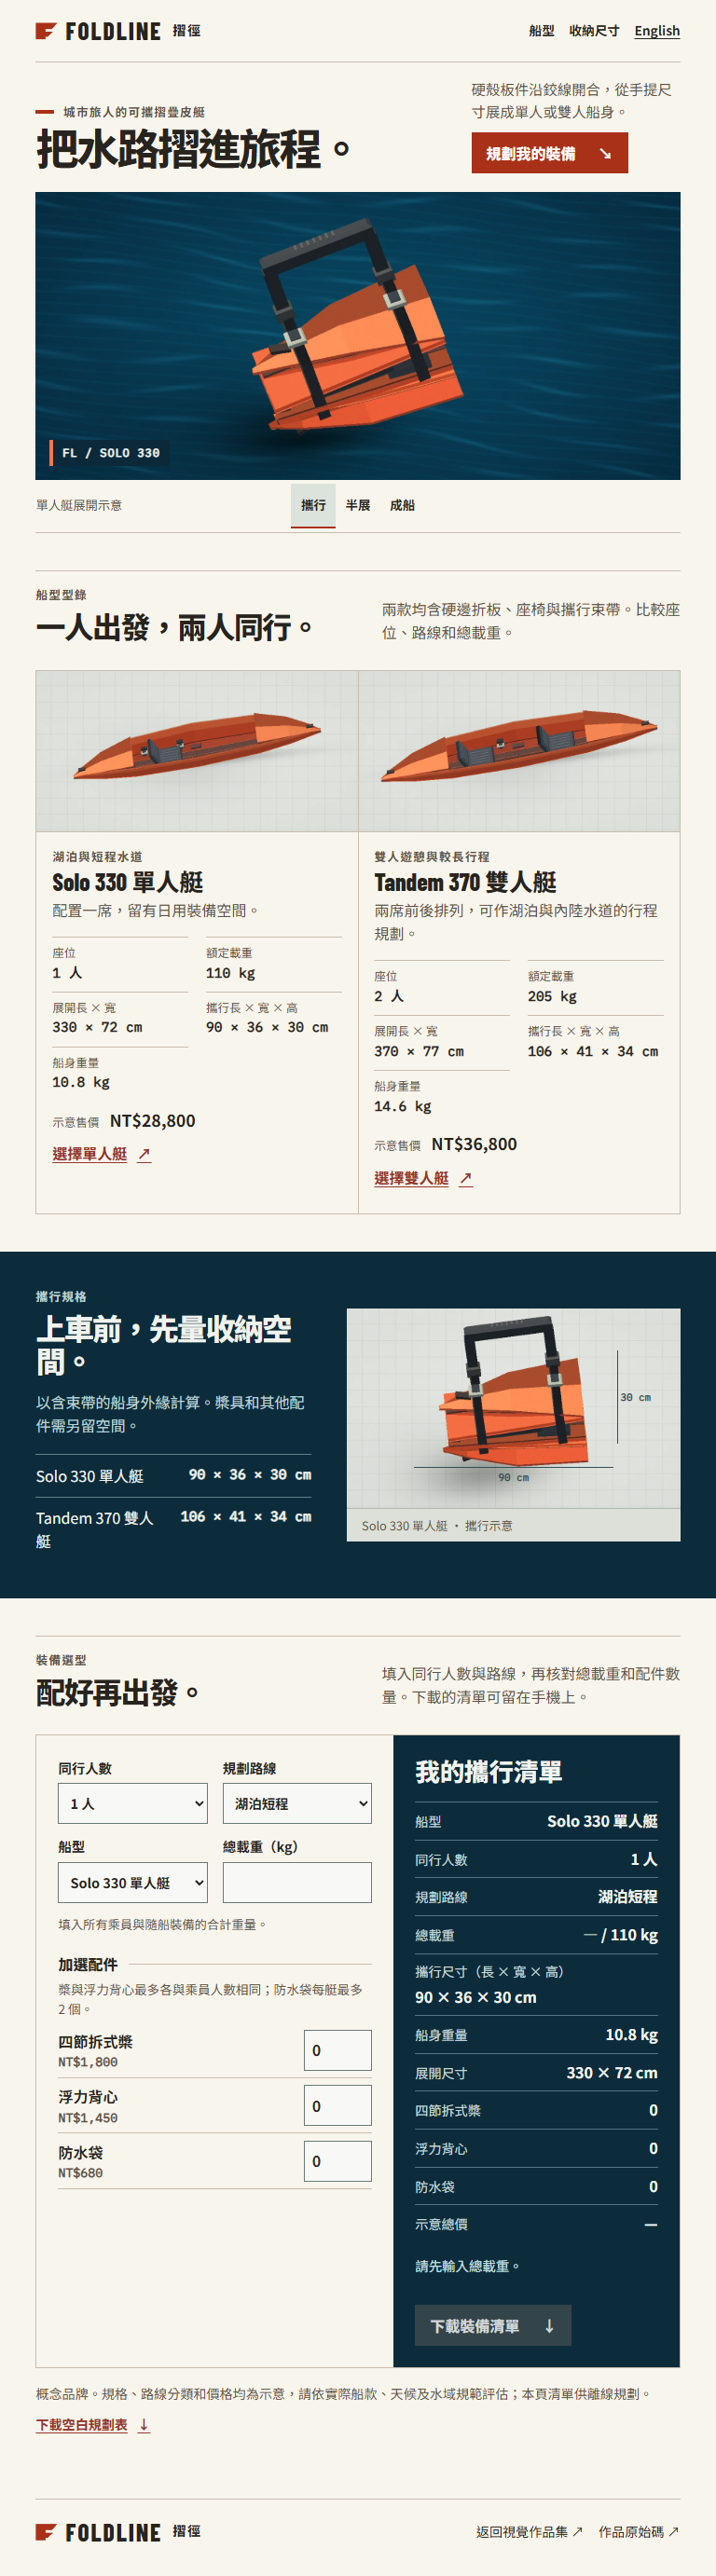 FOLDLINE 摺徑
船型 收納尺寸 English
城市旅人的可攜摺疊皮艇
把水路摺進旅程。
硬殼板件沿鉸線開合，從手提尺
寸展成單人或雙人船身。
規劃我的裝備 ↘
FL / SOLO 330
單人艇展開示意
攜行 半展 成船
船型型錄
一人出發，兩人同行。
兩款均含硬邊折板、座椅與攜行束帶。比較座
位、路線和總載重。
湖泊與短程水道
Solo 330 單人艇
配置一席，留有日用裝備空間。
座位
1 人
額定載重
110 kg
展開長 × 寬
330 × 72 cm
攜行長 × 寬 × 高
90 × 36 × 30 cm
船身重量
10.8 kg
示意售價 NT$28,800
選擇單人艇 ↗
雙人遊憩與較長行程
Tandem 370 雙人艇
兩席前後排列，可作湖泊與內陸水道的行程
規劃。
座位
2 人
額定載重
205 kg
展開長 × 寬
370 × 77 cm
攜行長 × 寬 × 高
106 × 41 × 34 cm
船身重量
14.6 kg
示意售價 NT$36,800
選擇雙人艇 ↗
攜行規格
上車前，先量收納空
間。
以含束帶的船身外緣計算。槳具和其他配
件需另留空間。
Solo 330 單人艇 90 × 36 × 30 cm
Tandem 370 雙人
艇
106 × 41 × 34 cm
30 cm
90 cm
Solo 330 單人艇 · 攜行示意
裝備選型
配好再出發。
填入同行人數與路線，再核對總載重和配件數
量。下載的清單可留在手機上。
同行人數
1 人
規劃路線
湖泊短程
船型
Solo 330 單人艇
總載重（kg）
填入所有乘員與隨船裝備的合計重量。
加選配件
槳與浮力背心最多各與乘員人數相同；防水袋每艇最多
2 個。
四節拆式槳
NT$1,800
0
浮力背心
NT$1,450
0
防水袋
NT$680
0
我的攜行清單
船型 Solo 330 單人艇
同行人數 1 人
規劃路線 湖泊短程
總載重 — / 110 kg
攜行尺寸（長 × 寬 × 高）
90 × 36 × 30 cm
船身重量 10.8 kg
展開尺寸 330 × 72 cm
四節拆式槳 0
浮力背心 0
防水袋 0
示意總價 —
請先輸入總載重。
下載裝備清單 ↓
概念品牌。規格、路線分類和價格均為示意，請依實際船款、天候及水域規範評估；本頁清單供離線規劃。
下載空白規劃表 ↓
FOLDLINE 摺徑
返回視覺作品集 ↗ 作品原始碼 ↗